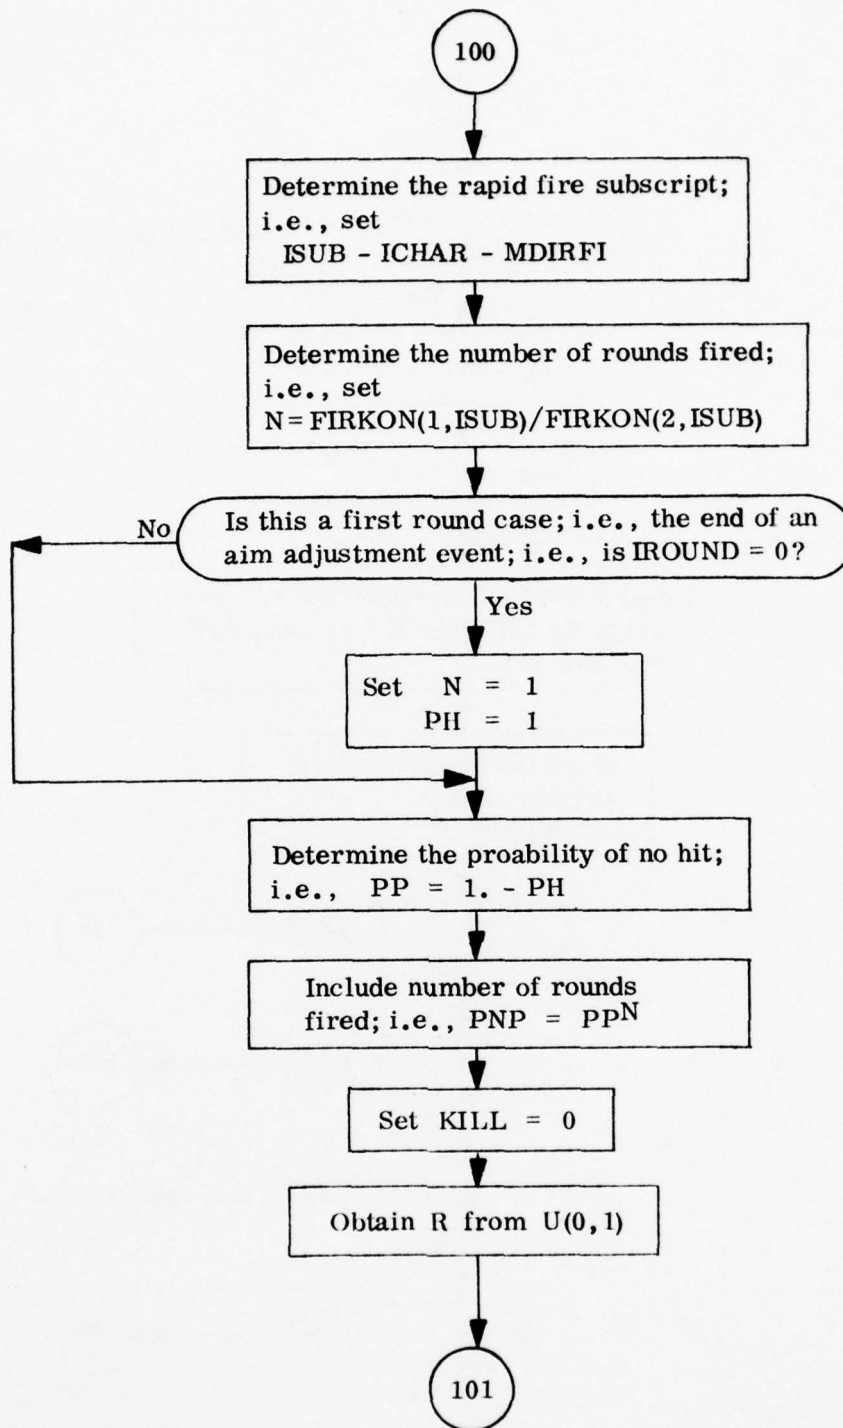 100
Determine the rapid fire subscript;
i.e., set
ISUB - ICHAR - MDIRFI
Determine the number of rounds fired;
i.e., set
N = FIRKON(1,ISUB)/FIRKON(2,ISUB)
No
Is this a first round case; i.e., the end of an
aim adjustment event; i.e., is IROUND = 0?
Yes
Set N = 1
PH = 1
Determine the proability of no hit;
i.e., PP = 1. - PH
Include number of rounds
fired; i.e., PNP = PP^N
Set KILL = 0
Obtain R from U(0,1)
101